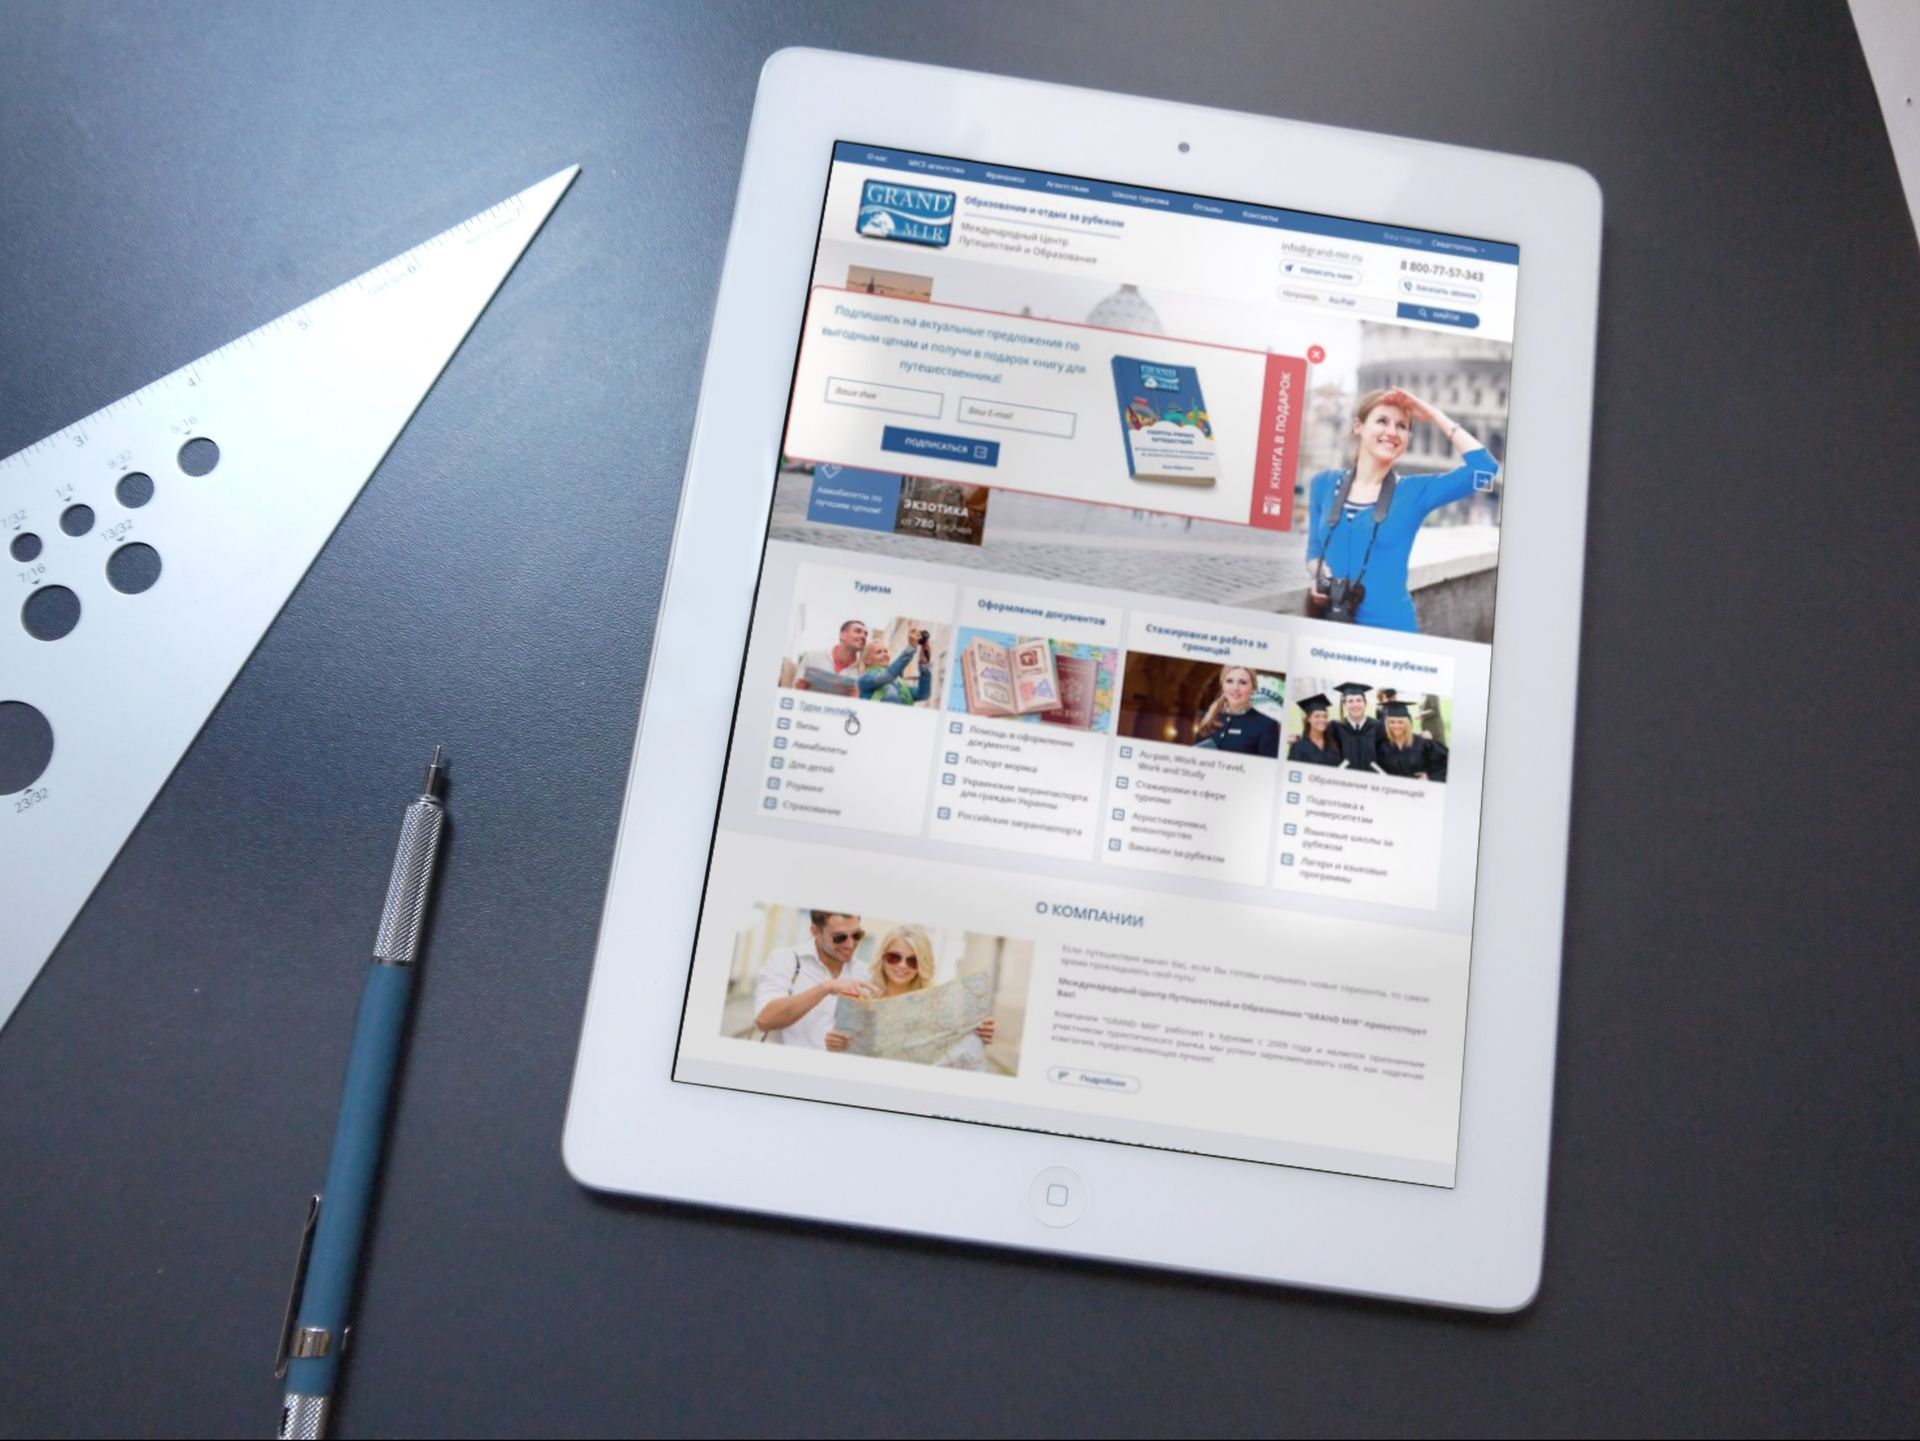 О нас
MICE-агентство
Франшиза
Агентствам
Школа туризма
Отзывы
Контакты
Ваш город:
Севастополь
GRAND
MIR
Образование и отдых за рубежом
Международный Центр
Путешествий и Образования
info@grand-mir.ru
Написать нам
8 800-77-57-343
Заказать звонок
Например, Au-Pair
НАЙТИ
Подпишись на актуальные предложения по
выгодным ценам и получи в подарок книгу для
путешественника!
Ваше Имя
Ваш E-mail
ПОДПИСАТЬСЯ
GRAND
MIR
КНИГА В ПОДАРОК
Авиабилеты по
лучшим ценам!
ЭКЗОТИКА
от 780 у.е./чел
Туризм
Туры онлайн
Визы
Авиабилеты
Для детей
Роуминг
Страхование
Оформление документов
Помощь в оформлении
документов
Паспорт моряка
Украинские загранпаспорта
для граждан Украины
Российские загранпаспорта
Стажировки и работа за
границей
Au-pair, Work and Travel,
Work and Study
Стажировки в сфере
туризма
Агростажировки,
волонтерство
Вакансии за рубежом
Образование за рубежом
Образование за границей
Подготовка к
университетам
Языковые школы за
рубежом
Лагери и языковые
программы
О КОМПАНИИ
Если путешествия манят Вас, если Вы готовы открывать новые горизонты, то самое
время прокладывать свой путь!
Международный Центр Путешествий и Образования "GRAND MIR" приветствует
Вас!
Компания "GRAND MIR" работает в туризме с 2009 года и является признанным
участником туристического рынка, мы успели зарекомендовать себя, как надежная
компания, предоставляющая лучшее!
Подробнее
7
6
5
4
3
5/16
9/32
1/4
7/32
13/32
7/16
23/32